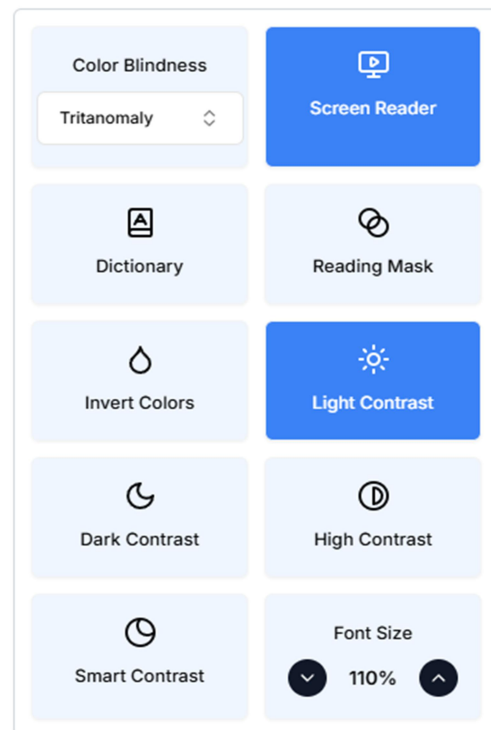 Color Blindness
Tritanomaly
Screen Reader
Dictionary
Reading Mask
Invert Colors
Light Contrast
Dark Contrast
High Contrast
Smart Contrast
Font Size
110%